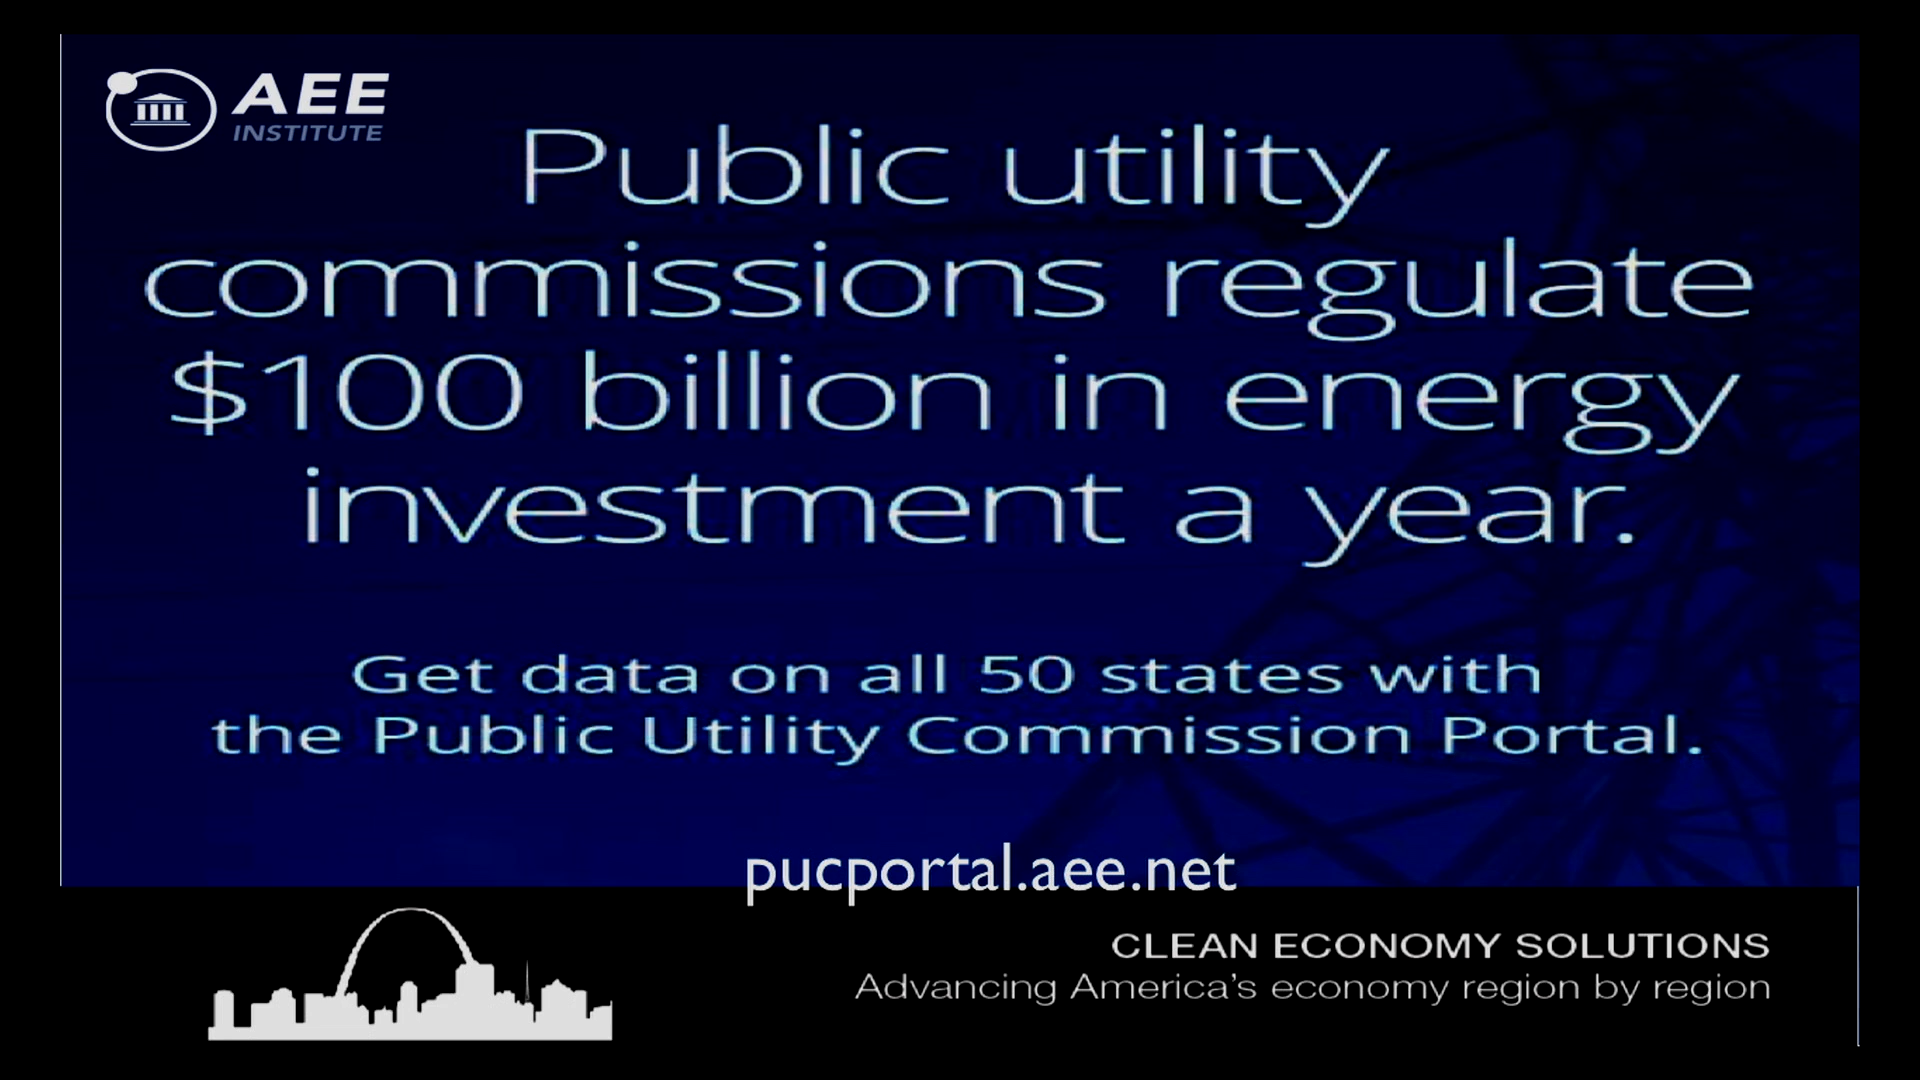 AEE
INSTITUTE
Public utility
commissions regulate
$100 billion in energy
investment a year.
Get data on all 50 states with
the Public Utility Commission Portal.
pucportal.aee.net
CLEAN ECONOMY SOLUTIONS
Advancing America's economy region by region